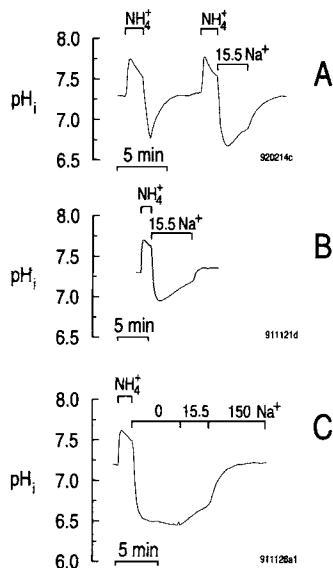 NH₄⁺ NH₄⁺
8.0
15.5 Na⁺
7.5
A
pHᵢ
7.0
6.5
5 min
920214c
NH₄⁺
8.0
15.5 Na⁺
7.5
B
pHᵢ
7.0
6.5
5 min
911121d
NH₄⁺
8.0
0 15.5 150 Na⁺
7.5
C
pHᵢ
7.0
6.5
6.0
5 min
911126a1